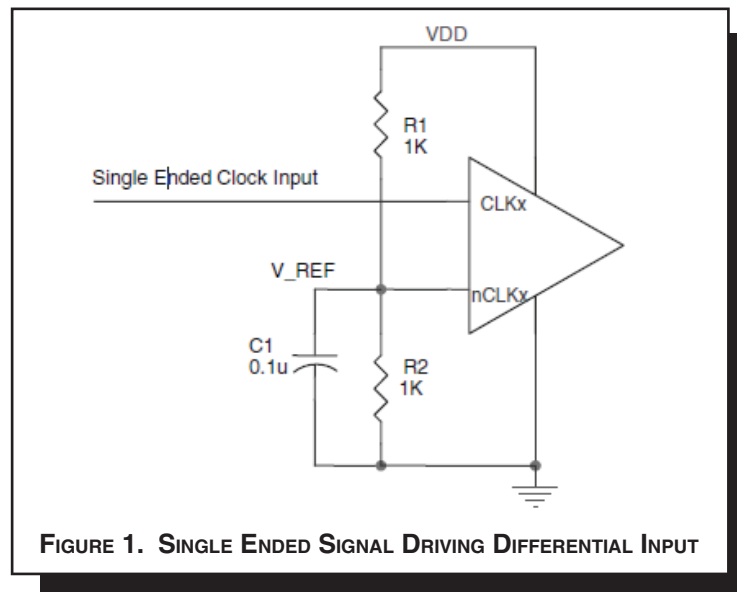 VDD
R1
1K
Single Ended Clock Input
CLKx
V_REF
nCLKx
C1
0.1u
R2
1K
FIGURE 1. SINGLE ENDED SIGNAL DRIVING DIFFERENTIAL INPUT